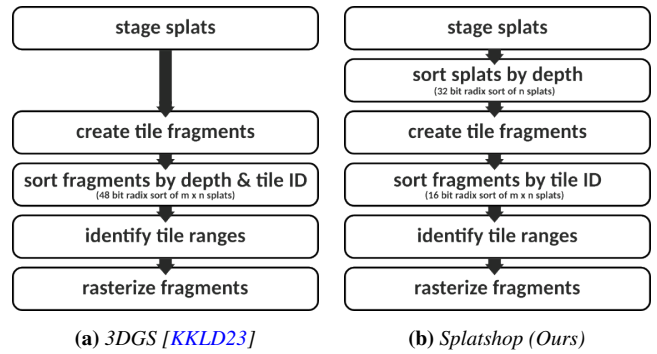 stage splats
create tile fragments
sort fragments by depth & tile ID
(48 bit radix sort of m x n splats)
identify tile ranges
rasterize fragments
(a) 3DGS [KKLD23]
stage splats
sort splats by depth
(32 bit radix sort of n splats)
create tile fragments
sort fragments by tile ID
(16 bit radix sort of m x n splats)
identify tile ranges
rasterize fragments
(b) Splatshop (Ours)